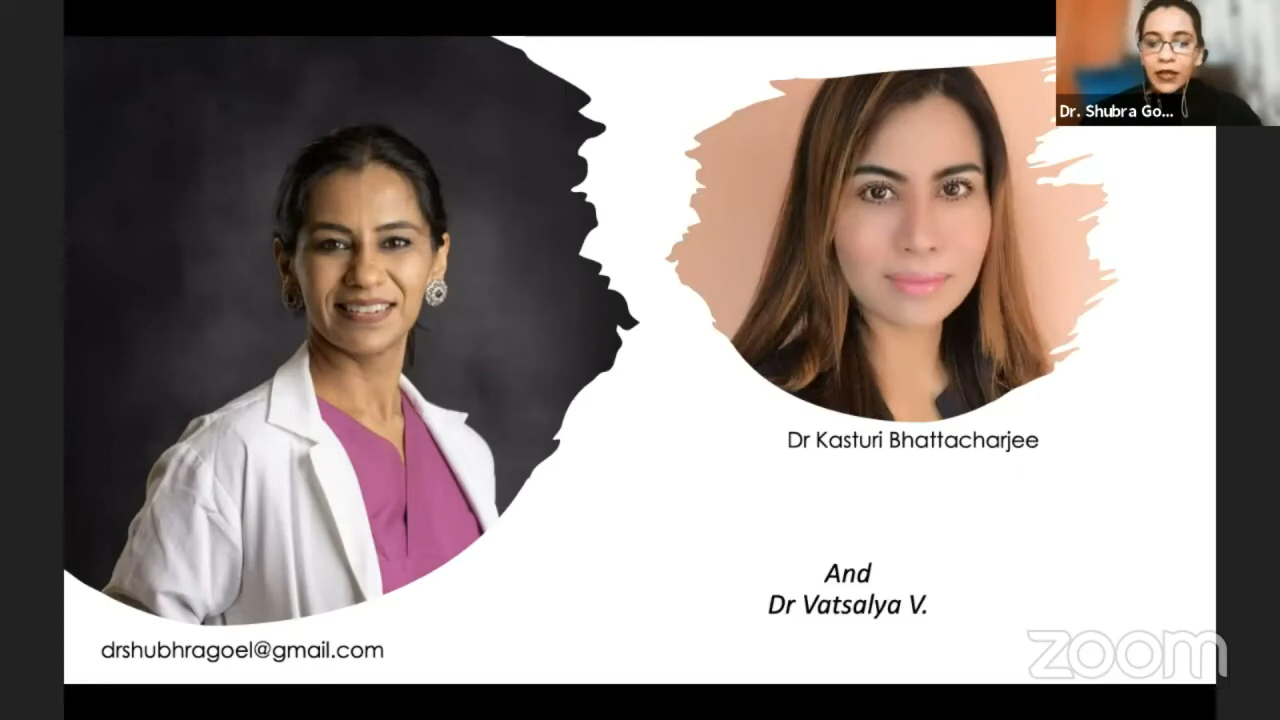 Dr. Shubra Go...
Dr Kasturi Bhattacharjee
And
Dr Vatsalya V.
drshubhragoel@gmail.com
zoom